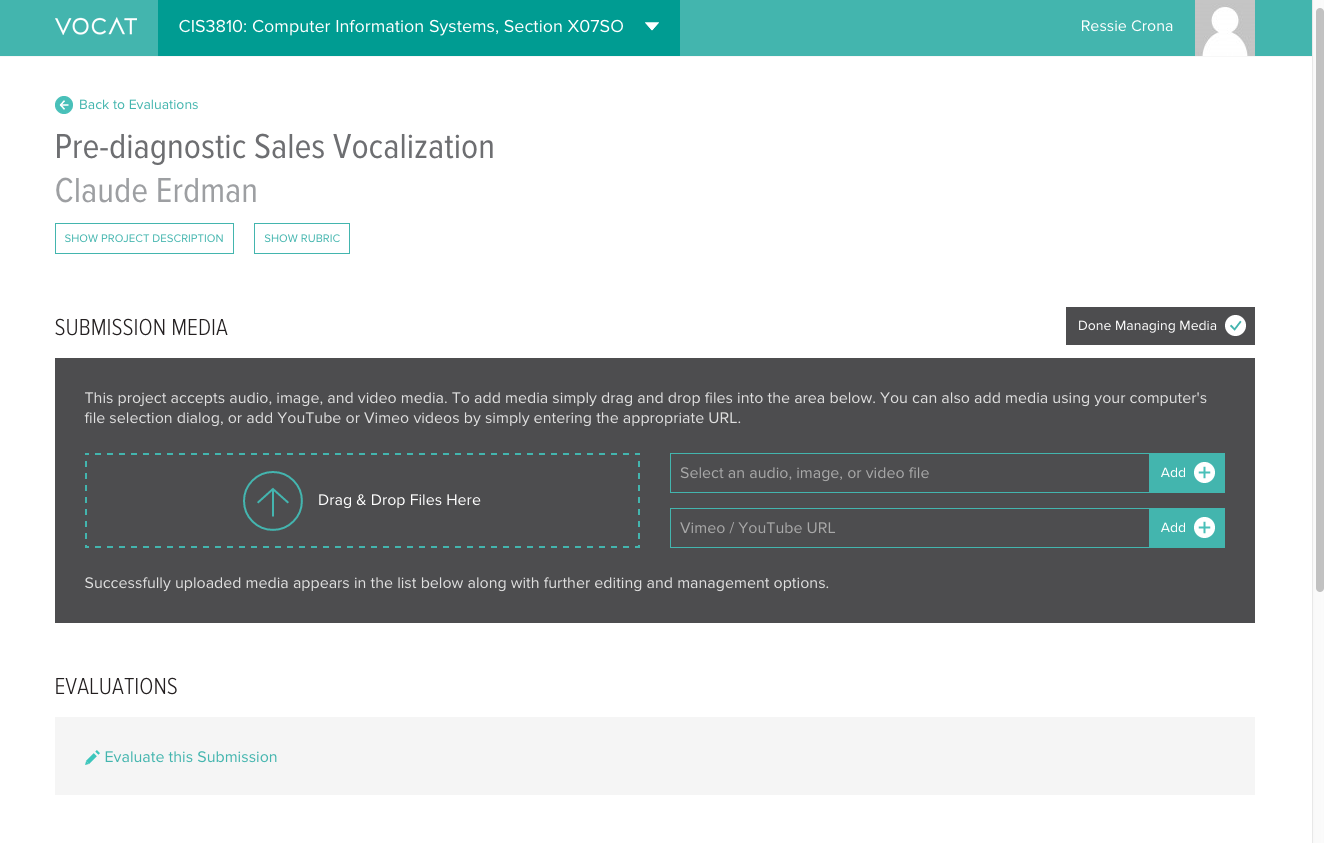 VOCAT
CIS3810: Computer Information Systems, Section X07SO
Ressie Crona
Back to Evaluations
Pre-diagnostic Sales Vocalization
Claude Erdman
SHOW PROJECT DESCRIPTION
SHOW RUBRIC
SUBMISSION MEDIA
Done Managing Media
This project accepts audio, image, and video media. To add media simply drag and drop files into the area below. You can also add media using your computer's
file selection dialog, or add YouTube or Vimeo videos by simply entering the appropriate URL.
Drag & Drop Files Here
Select an audio, image, or video file
Add
Vimeo / YouTube URL
Add
Successfully uploaded media appears in the list below along with further editing and management options.
EVALUATIONS
Evaluate this Submission